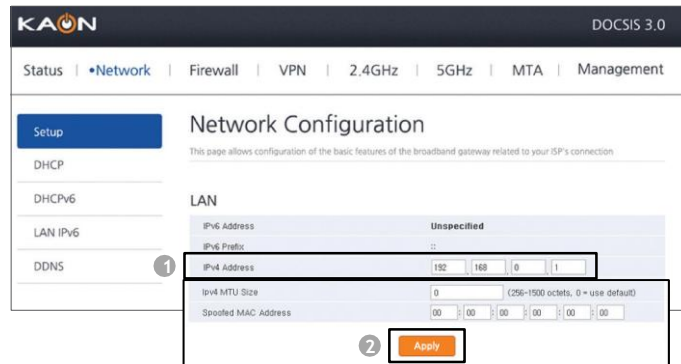 KAON DOCSIS 3.0
Status | •Network | Firewall | VPN | 2.4GHz | 5GHz | MTA | Management
Setup
DHCP
DHCPv6
LAN IPv6
DDNS
Network Configuration
This page allows configuration of the basic features of the broadband gateway related to your ISP's connection
LAN
IPv6 Address Unspecified
IPv6 Prefix ::
1 IPv4 Address 192 . 168 . 0 . 1
Ipv4 MTU Size 0 (256-1500 octets, 0 = use default)
Spoofed MAC Address 00 : 00 : 00 : 00 : 00 : 00
2 Apply